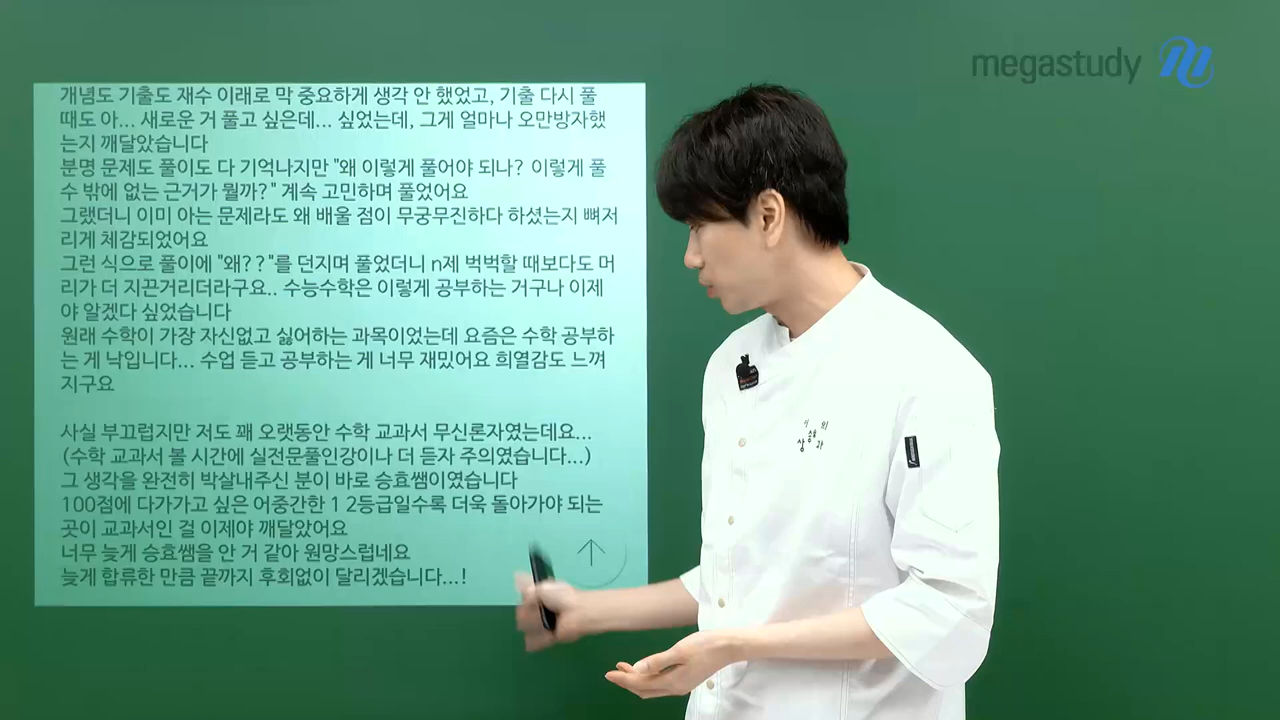 megastudy
개념도 기출도 재수 이래로 막 중요하게 생각 안 했었고, 기출 다시 풀
때도 아... 새로운 거 풀고 싶은데... 싶었는데, 그게 얼마나 오만방자했
는지 깨달았습니다
분명 문제도 풀이도 다 기억나지만 "왜 이렇게 풀어야 되나? 이렇게 풀
수 밖에 없는 근거가 뭘까?" 계속 고민하며 풀었어요
그랬더니 이미 아는 문제라도 왜 배울 점이 무궁무진하다 하셨는지 뼈저
리게 체감되었어요
그런 식으로 풀이에 "왜??"를 던지며 풀었더니 n제 벅벅할 때보다도 머
리가 더 지끈거리더라구요.. 수능수학은 이렇게 공부하는 거구나 이제
야 알겠다 싶었습니다
원래 수학이 가장 자신없고 싫어하는 과목이었는데 요즘은 수학 공부하
는 게 낙입니다... 수업 듣고 공부하는 게 너무 재밌어요 희열감도 느껴
지구요
사실 부끄럽지만 저도 꽤 오랫동안 수학 교과서 무신론자였는데요...
(수학 교과서 볼 시간에 실전문풀인강이나 더 듣자 주의였습니다...)
그 생각을 완전히 박살내주신 분이 바로 승효쌤이였습니다
100점에 다가가고 싶은 어중간한 1 2등급일수록 더욱 돌아가야 되는
곳이 교과서인 걸 이제야 깨달았어요
너무 늦게 승효쌤을 안 거 같아 원망스럽네요
늦게 합류한 만큼 끝까지 후회없이 달리겠습니다...!